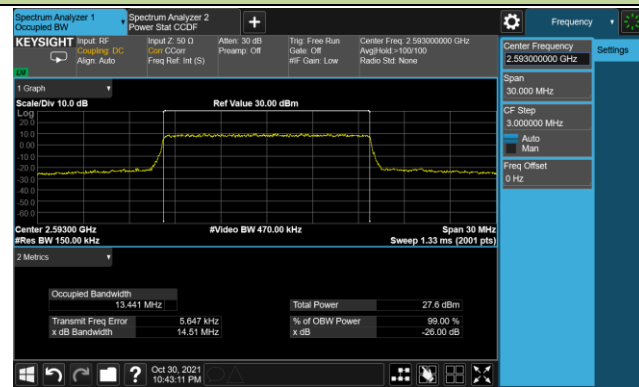 Spectrum Analyzer 1
Occupied BW
Spectrum Analyzer 2
Power Stat CCDF
Frequency
KEYSIGHT
Input: RF
Coupling: DC
Align: Auto
Input Z: 50 Ω
Corr CCorr
Freq Ref: Int (S)
Atten: 30 dB
Preamp: Off
Trig: Free Run
Gate: Off
#IF Gain: Low
Center Freq: 2.593000000 GHz
Avg|Hold:>100/100
Radio Std: None
Center Frequency
2.593000000 GHz
Settings
Span
30.000 MHz
CF Step
3.000000 MHz
Auto
Man
Freq Offset
0 Hz
1 Graph
Scale/Div 10.0 dB
Ref Value 30.00 dBm
Log
20.0
10.0
0.00
-10.0
-20.0
-30.0
-40.0
-50.0
-60.0
Center 2.59300 GHz
#Video BW 470.00 kHz
Span 30 MHz
#Res BW 150.00 kHz
Sweep 1.33 ms (2001 pts)
2 Metrics
Occupied Bandwidth
13.441 MHz
Total Power 27.6 dBm
Transmit Freq Error 5.647 kHz
% of OBW Power 99.00 %
x dB Bandwidth 14.51 MHz
x dB -26.00 dB
Oct 30, 2021
10:43:11 PM